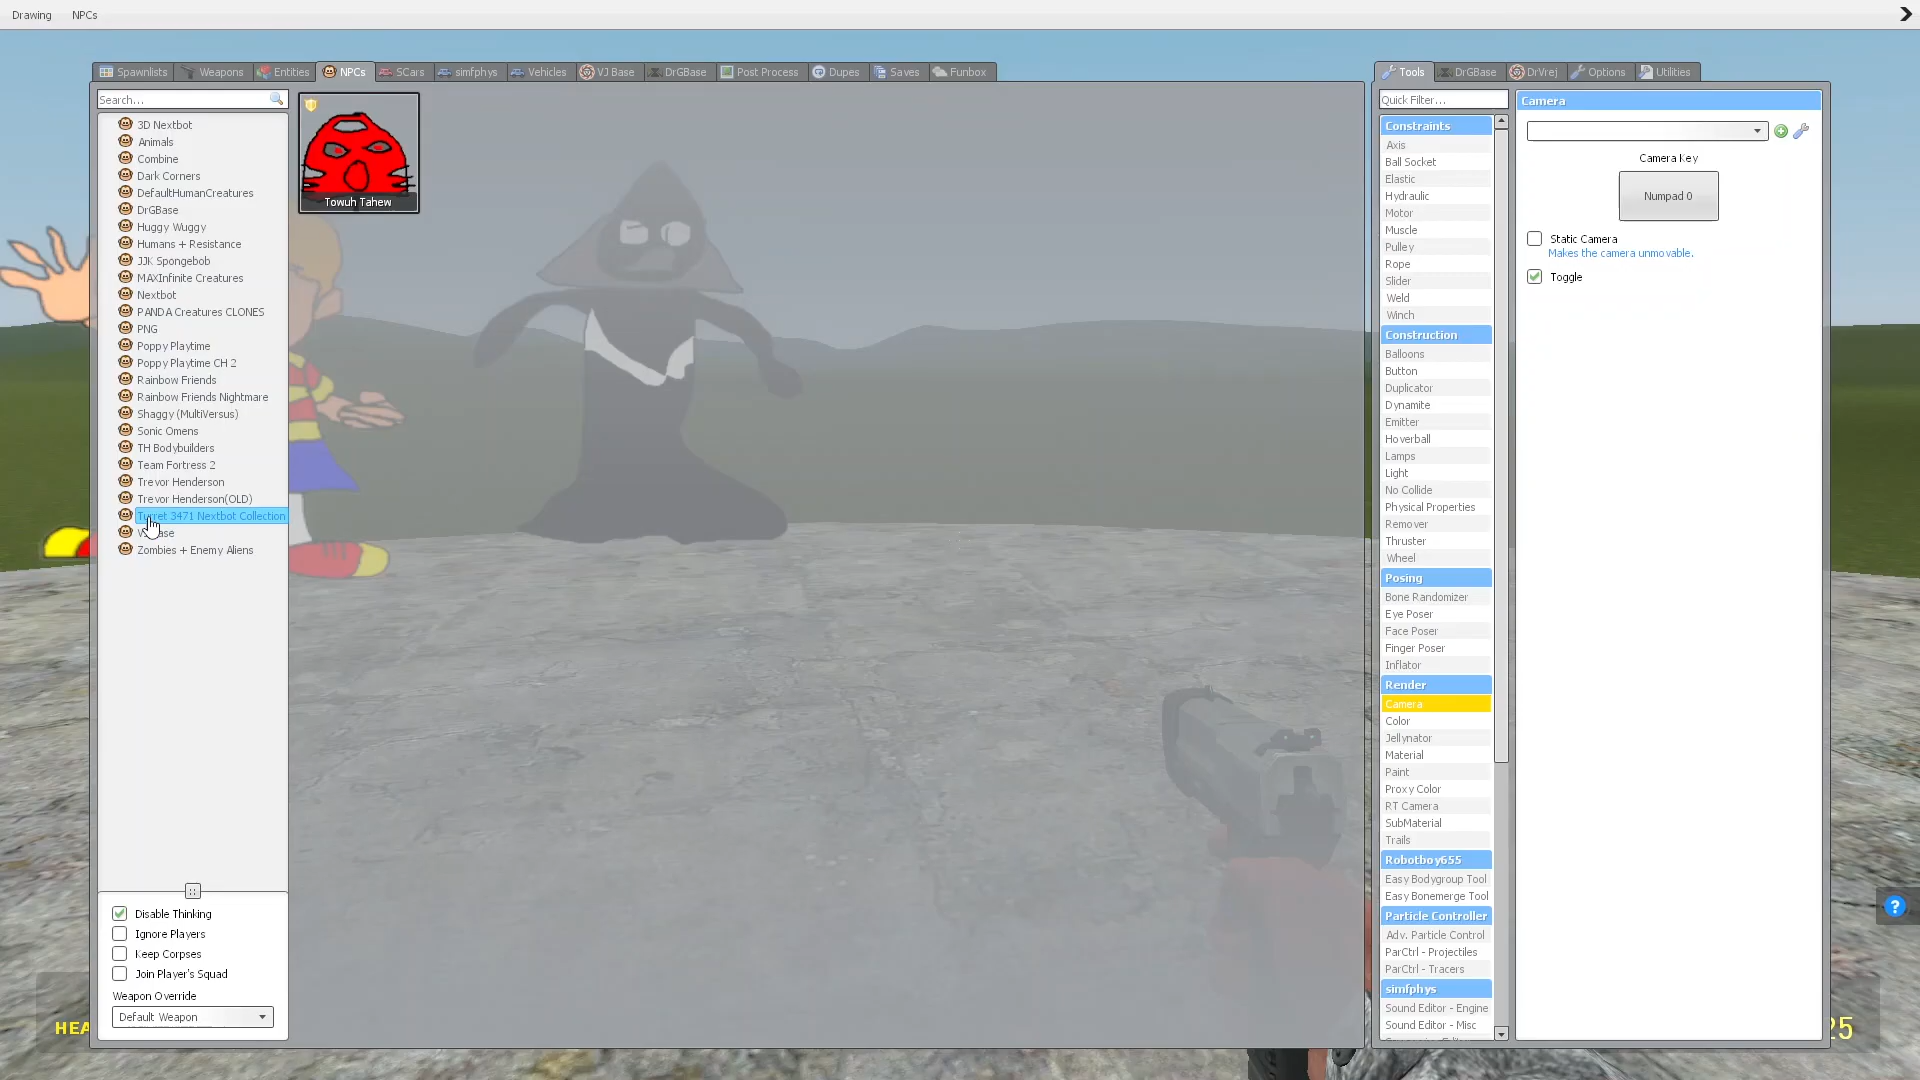 Drawing NPCs
Spawnlists Weapons Entities NPCs SCars simfphys Vehicles VJ Base DrGBase Post Process Dupes Saves Funbox
Search...
3D Nextbot
Animals
Combine
Dark Corners
DefaultHumanCreatures
DrGBase
Huggy Wuggy
Humans + Resistance
JJK Spongebob
MAXInfinite Creatures
Nextbot
PANDA Creatures CLONES
PNG
Poppy Playtime
Poppy Playtime CH 2
Rainbow Friends
Rainbow Friends Nightmare
Shaggy (MultiVersus)
Sonic Omens
TH Bodybuilders
Team Fortress 2
Trevor Henderson
Trevor Henderson(OLD)
Turret 3471 Nextbot Collection
Zombies + Enemy Aliens
Disable Thinking
Ignore Players
Keep Corpses
Join Player's Squad
Weapon Override
Default Weapon
Towuh Tahew
Tools DrGBase DrVrej Options Utilities
Quick Filter...
Constraints
Axis
Ball Socket
Elastic
Hydraulic
Motor
Muscle
Pulley
Rope
Slider
Weld
Winch
Construction
Balloons
Button
Duplicator
Dynamite
Emitter
Hoverball
Lamps
Light
No Collide
Physical Properties
Remover
Thruster
Wheel
Posing
Bone Randomizer
Eye Poser
Face Poser
Finger Poser
Inflator
Render
Camera
Color
Jellynator
Material
Paint
Proxy Color
RT Camera
SubMaterial
Trails
Robotboy655
Easy Bodygroup Tool
Easy Bonemerge Tool
Particle Controller
Adv. Particle Control
ParCtrl - Projectiles
ParCtrl - Tracers
simfphys
Sound Editor - Engine
Sound Editor - Misc
Camera
Camera Key
Numpad 0
Static Camera
Makes the camera unmovable.
Toggle
HEA
25